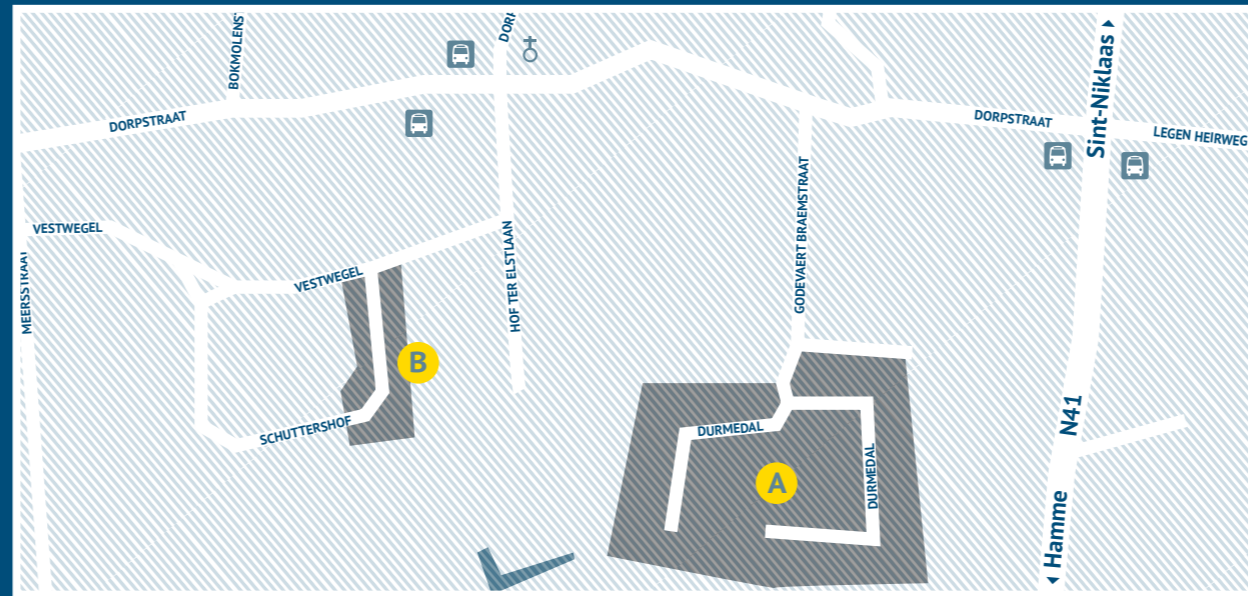 BOKMOLENS
DORP
DORPSTRAAT
DORPSTRAAT
LEGEN HEIRWEG
Sint-Niklaas
VESTWEGEL
VESTWEGEL
MEERSSTRAAT
HOF TER ELSTLAAN
GODEVAERT BRAEMSTRAAT
B
SCHUTTERSHOF
DURMEDAL
DURMEDAL
A
N41
Hamme